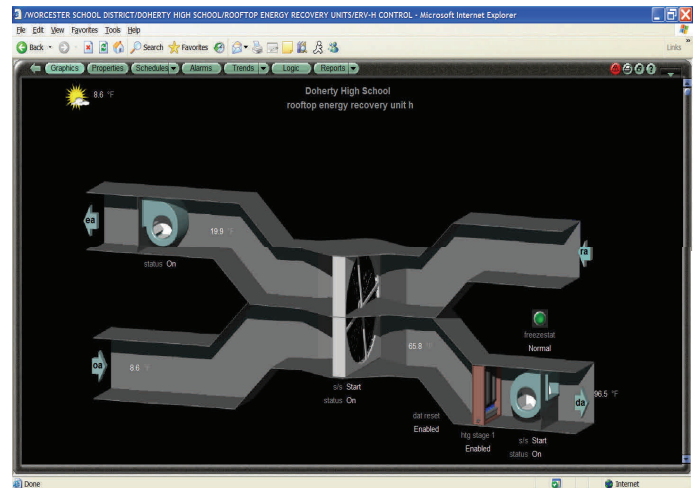 /WORCESTER SCHOOL DISTRICT/DOHERTY HIGH SCHOOL/ROOFTOP ENERGY RECOVERY UNITS/ERV-H CONTROL - Microsoft Internet Explorer
File Edit View Favorites Tools Help
Back Search Favorites Links
Graphics Properties Schedules Alarms Trends Logic Reports
8.6 °F
Doherty High School
rooftop energy recovery unit h
ea
19.9 °F
ra
status On
freezestat
Normal
oa
8.6 °F
65.8 °F
s/s Start
status On
dat reset
Enabled
htg stage 1
Enabled
da
96.5 °F
s/s Start
status On
Done Internet